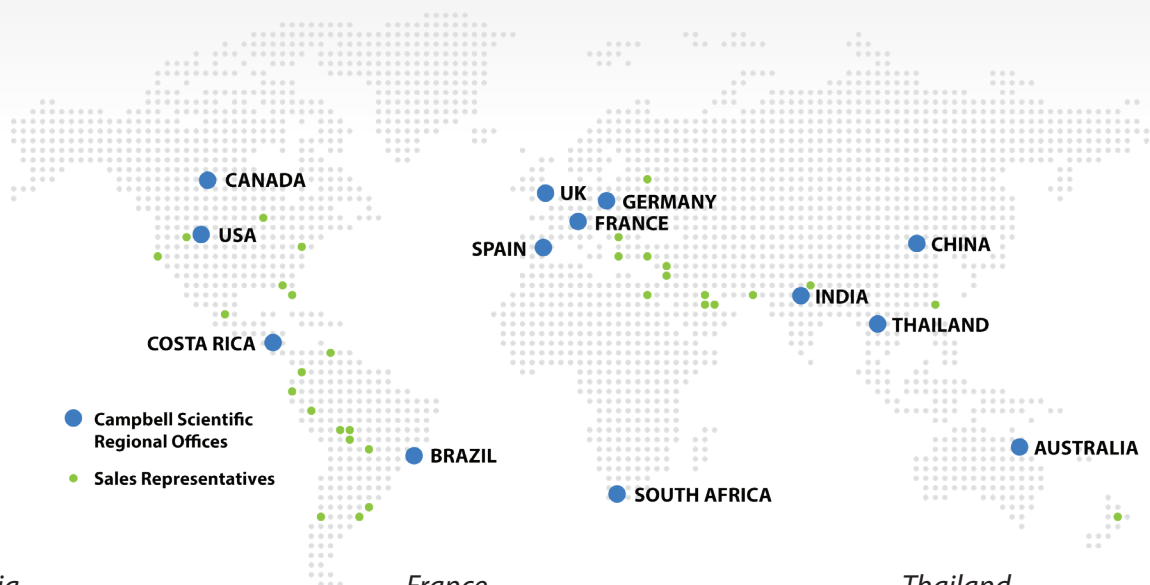 CANADA
UK
GERMANY
FRANCE
USA
SPAIN
CHINA
INDIA
THAILAND
COSTA RICA
Campbell Scientific
Regional Offices
BRAZIL
AUSTRALIA
Sales Representatives
SOUTH AFRICA
France
Thailand